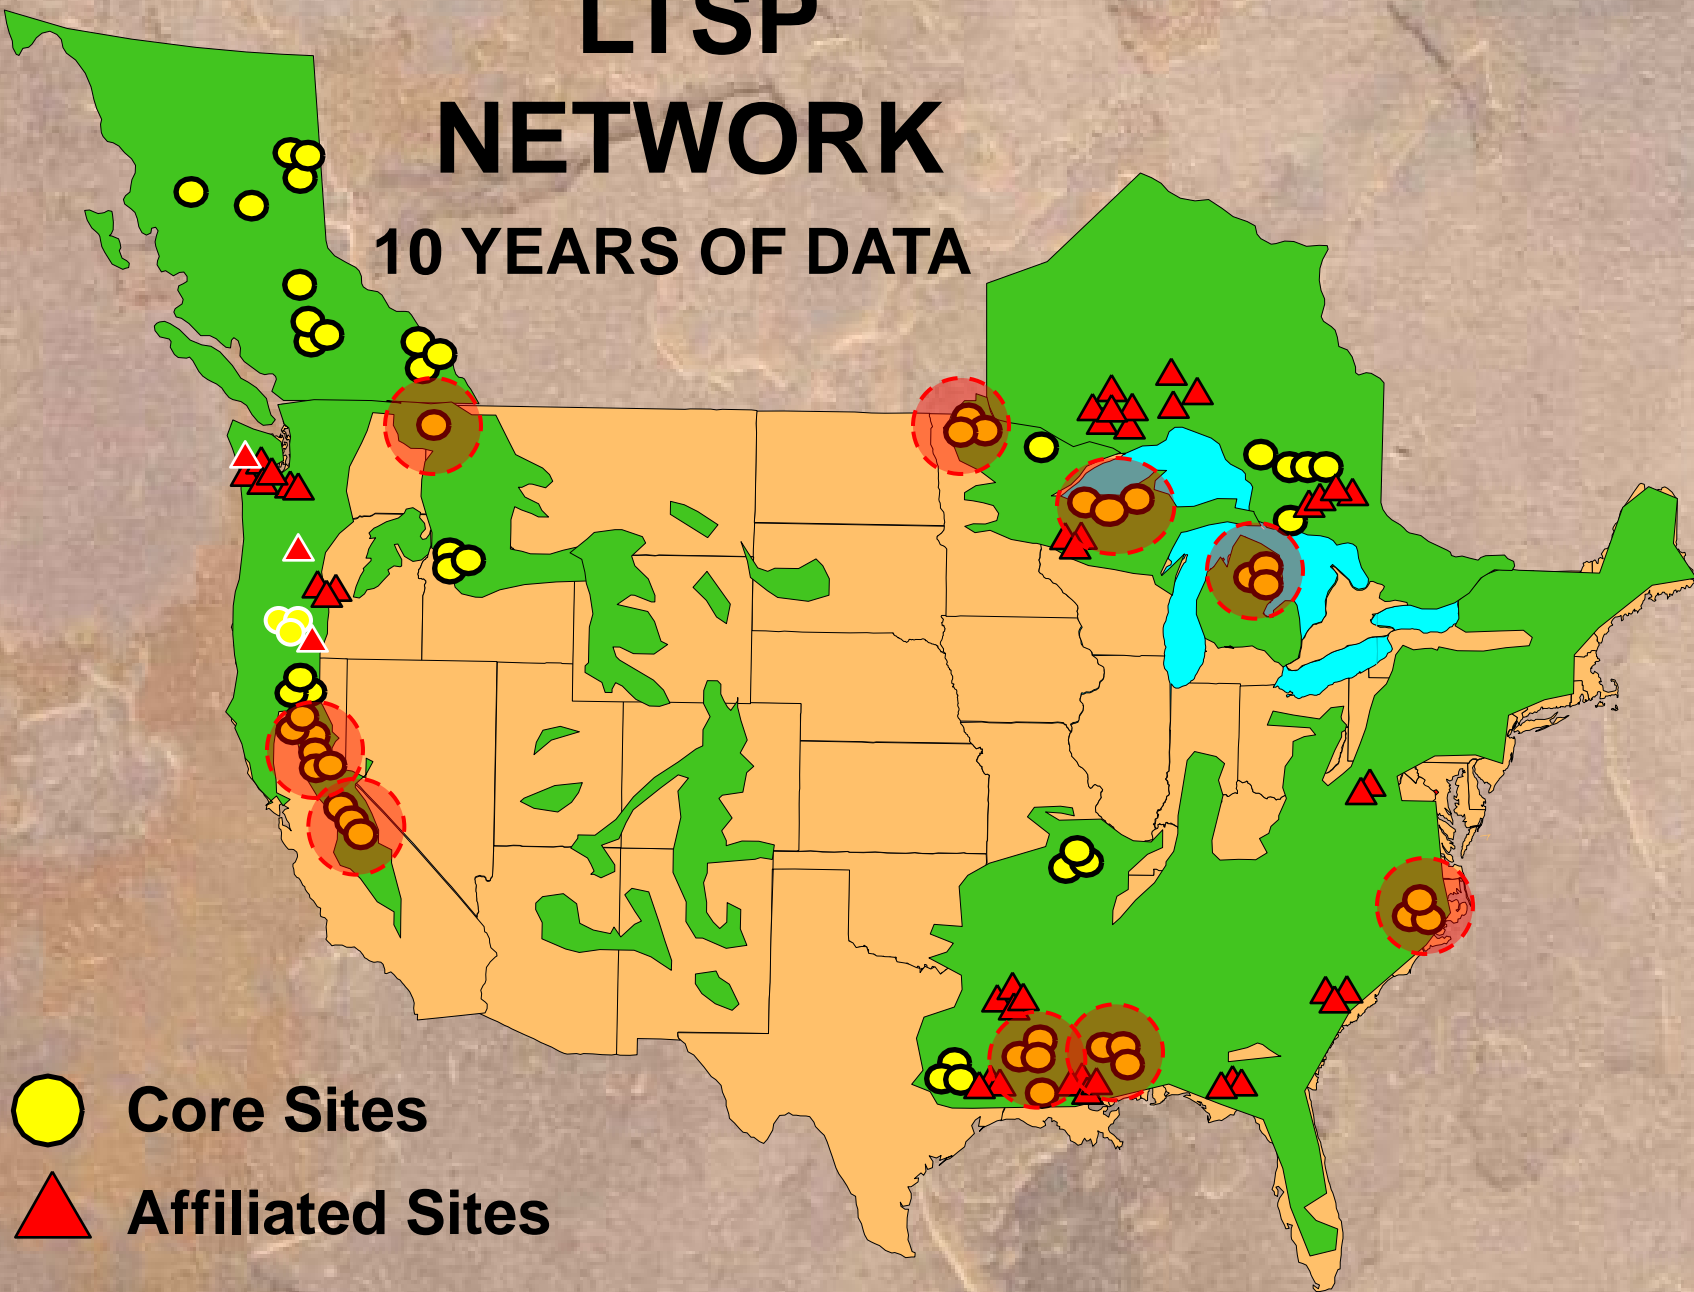 LTSP
NETWORK
10 YEARS OF DATA
Core Sites
Affiliated Sites